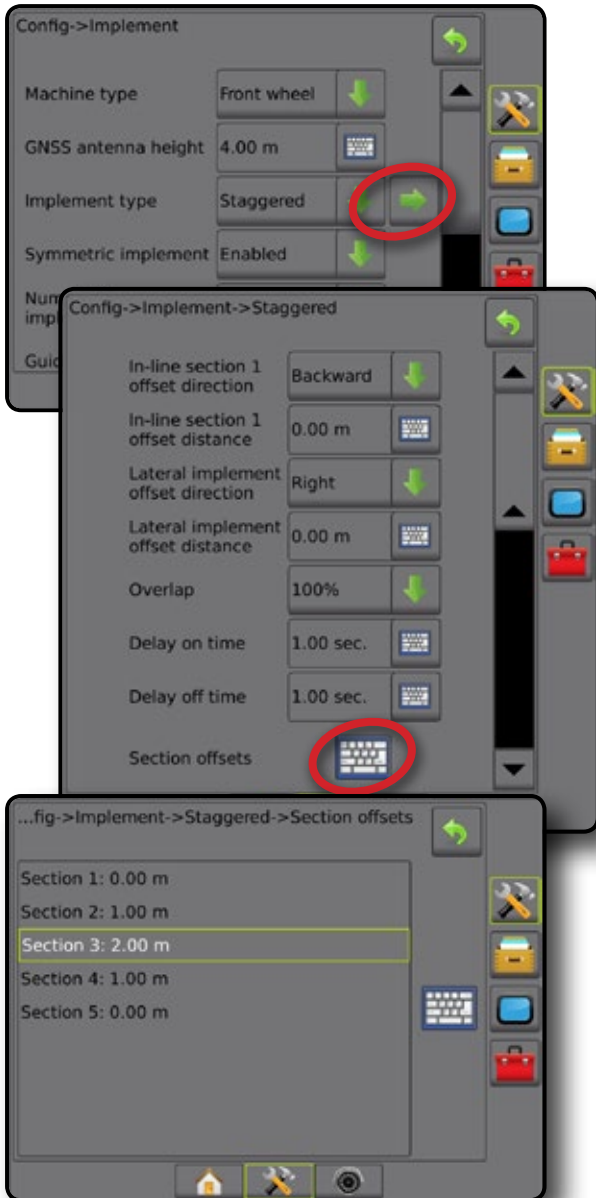 Config->Implement
Machine type Front wheel
GNSS antenna height 4.00 m
Implement type Staggered
Symmetric implement Enabled
Config->Implement->Staggered
In-line section 1
offset direction
Backward
In-line section 1
offset distance
0.00 m
Lateral implement
offset direction
Right
Lateral implement
offset distance
0.00 m
Overlap 100%
Delay on time 1.00 sec.
Delay off time 1.00 sec.
Section offsets
...fig->Implement->Staggered->Section offsets
Section 1: 0.00 m
Section 2: 1.00 m
Section 3: 2.00 m
Section 4: 1.00 m
Section 5: 0.00 m